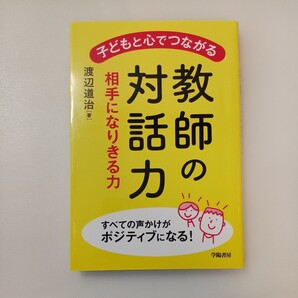 子どもと心でつながる
教師の
対話力
相手になりきる力
渡辺道治［著］
すべての声かけが
ポジティブになる！
学陽書房